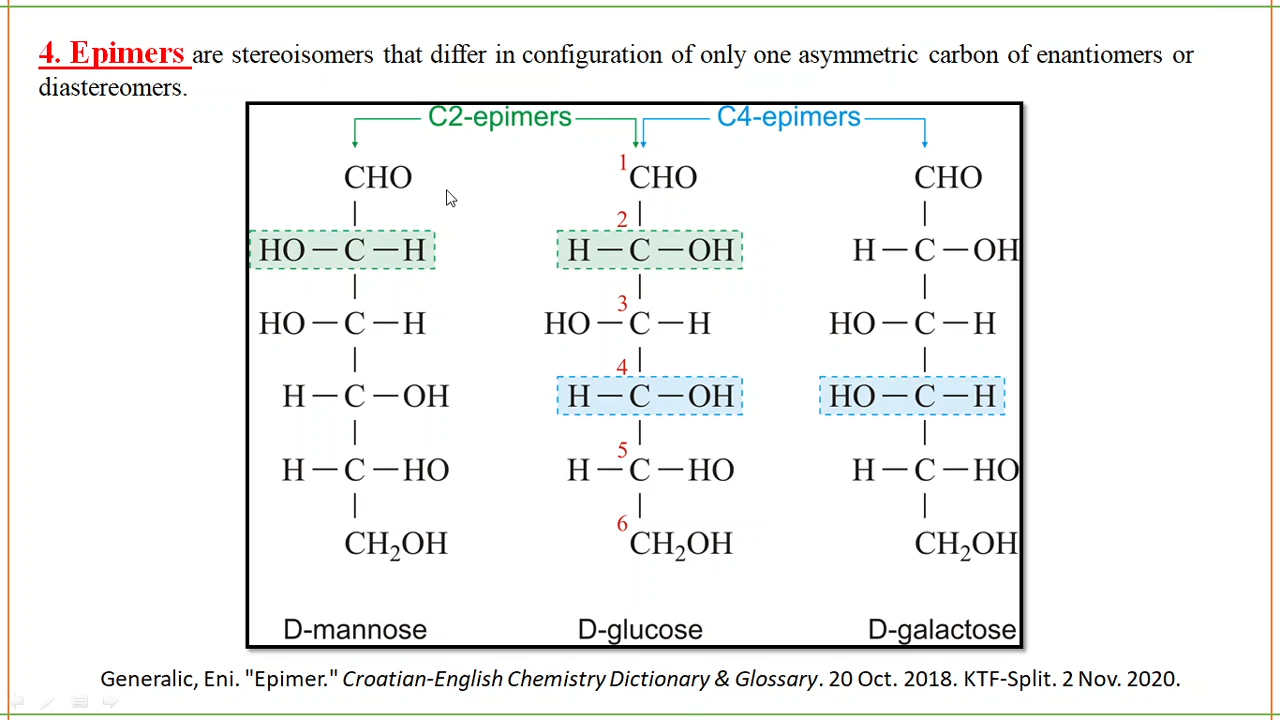 4. Epimers are stereoisomers that differ in configuration of only one asymmetric carbon of enantiomers or
diastereomers.
C2-epimers C4-epimers
CHO 1 CHO CHO
2
HO — C — H H — C — OH H — C — OH
3
HO — C — H HO — C — H HO — C — H
4
H — C — OH H — C — OH HO — C — H
5
H — C — HO H — C — HO H — C — HO
6
CH₂OH CH₂OH CH₂OH
D-mannose D-glucose D-galactose
Generalic, Eni. "Epimer." Croatian-English Chemistry Dictionary & Glossary. 20 Oct. 2018. KTF-Split. 2 Nov. 2020.